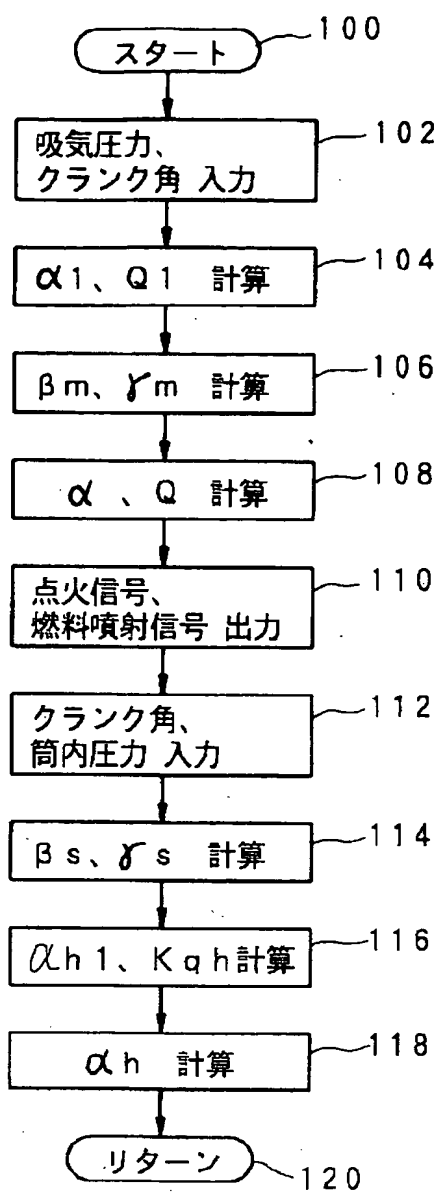 スタート
100
吸気圧力、
クランク角 入力
102
α1、Q1 計算
104
βm、γm 計算
106
α 、Q 計算
108
点火信号、
燃料噴射信号 出力
110
クランク角、
筒内圧力 入力
112
βs、γs 計算
114
αh1、Kqh計算
116
αh 計算
118
リターン
120